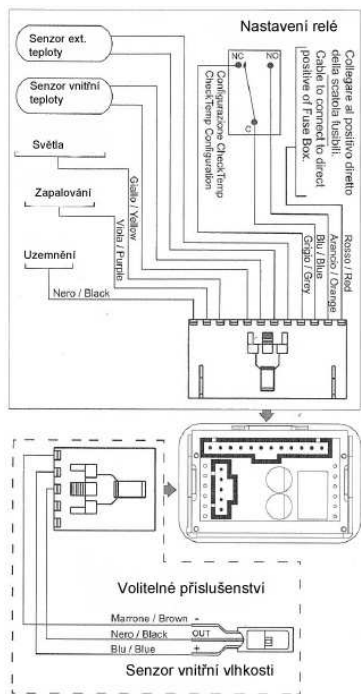 Nastavení relé
Senzor ext.
teploty
Senzor vnitřní
teploty
Světla
Zapalování
Uzemnění
NC
NO
C
Configurazione CheckTemp
CheckTemp Configuration
Collegare al positivo diretto
della scatola fusibili.
Cable to connect to direct
positive of Fuse Box.
Giallo / Yellow
Viola / Purple
Nero / Black
Grigio / Grey
Blu / Blue
Arancio / Orange
Rosso / Red
Volitelné příslušenství
Marrone / Brown -
Nero / Black OUT
Blu / Blue +
Senzor vnitřní vlhkosti